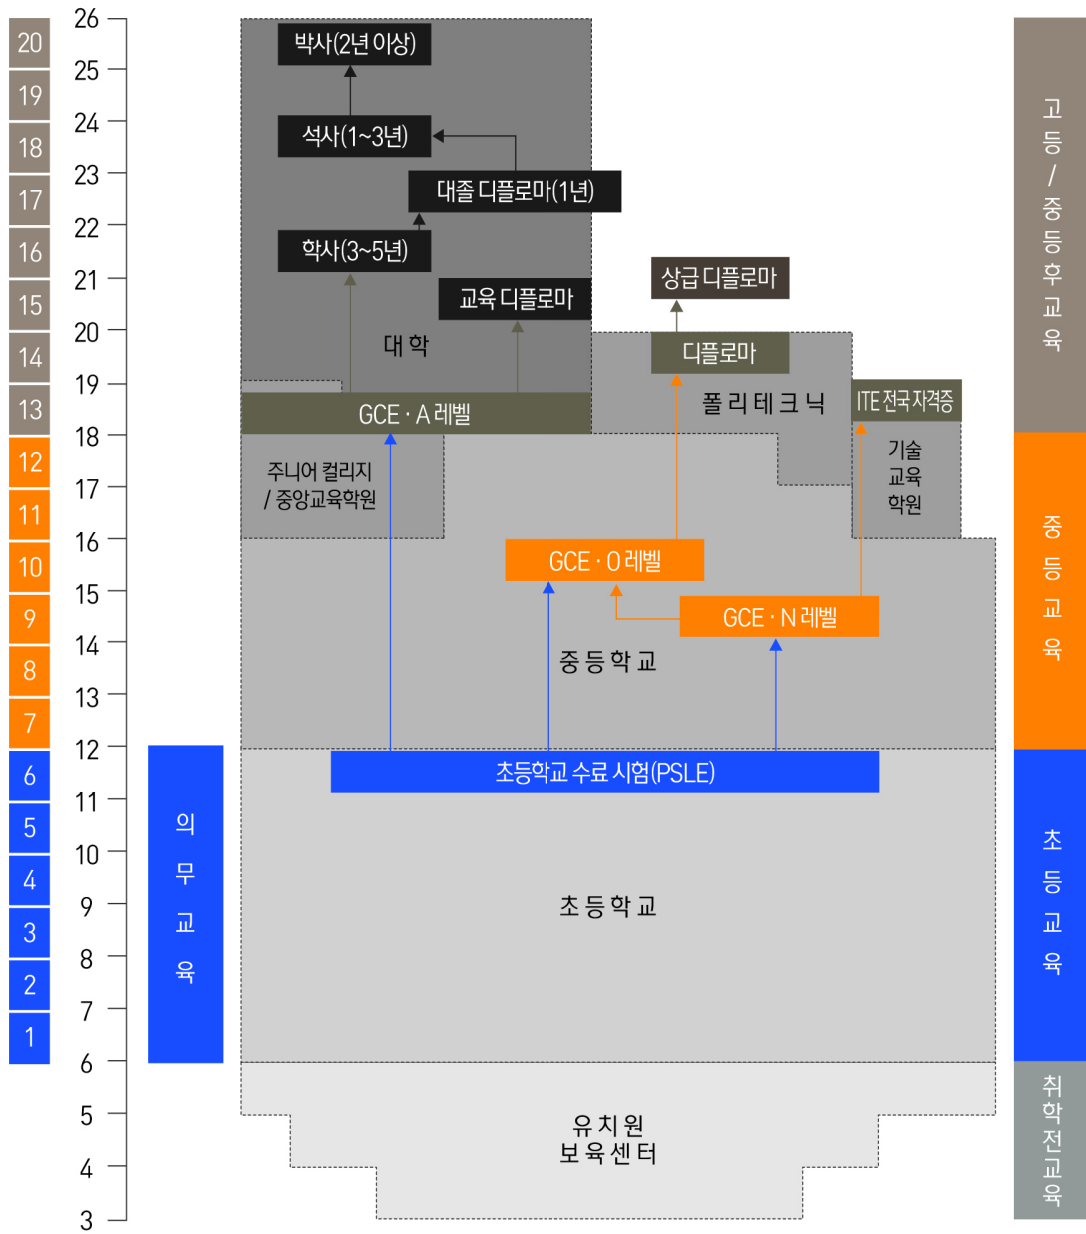 20
19
18
17
16
15
14
13
12
11
10
9
8
7
6
5
4
3
2
1
26
25
24
23
22
21
20
19
18
17
16
15
14
13
12
11
10
9
8
7
6
5
4
3
의무교육
박사(2년 이상)
석사(1~3년)
대졸 디플로마(1년)
학사(3~5년)
교육 디플로마
대학
상급 디플로마
디플로마
폴리테크닉
GCE · A 레벨
ITE 전국 자격증
주니어 컬리지
/ 중앙교육학원
기술
교육
학원
GCE · O 레벨
GCE · N 레벨
중등학교
초등학교 수료 시험(PSLE)
초등학교
유치원
보육센터
고등/중등후교육
중등교육
초등교육
취학전교육